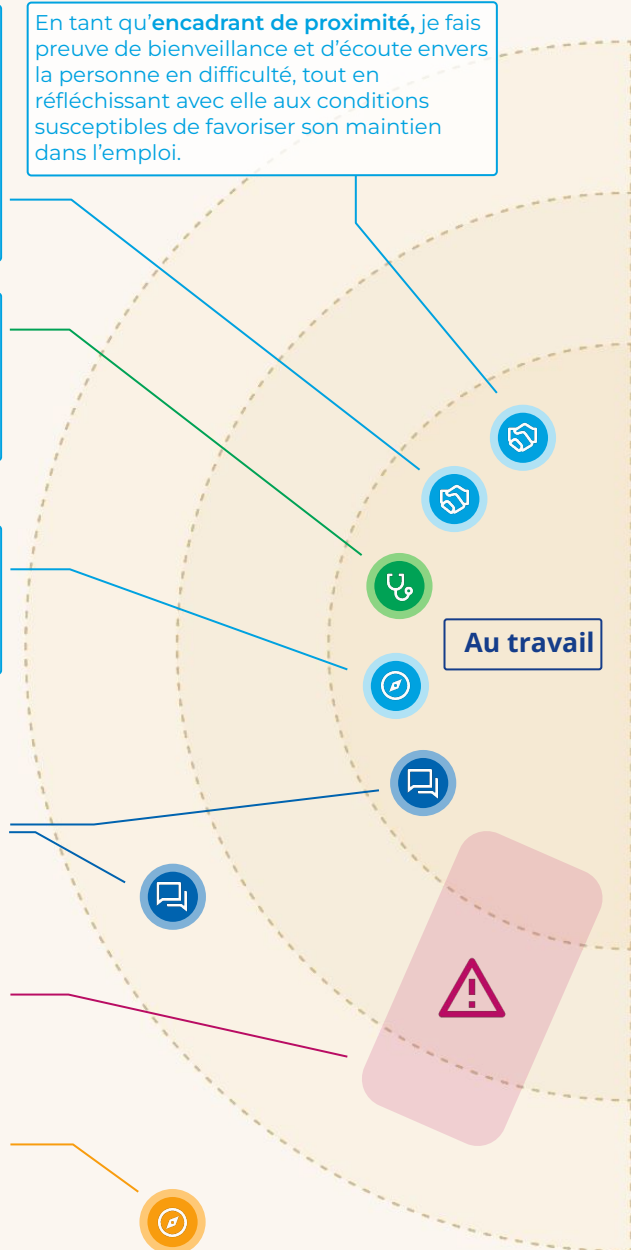 En tant qu’encadrant de proximité, je fais
preuve de bienveillance et d’écoute envers
la personne en difficulté, tout en
réfléchissant avec elle aux conditions
susceptibles de favoriser son maintien
dans l’emploi.
Au travail